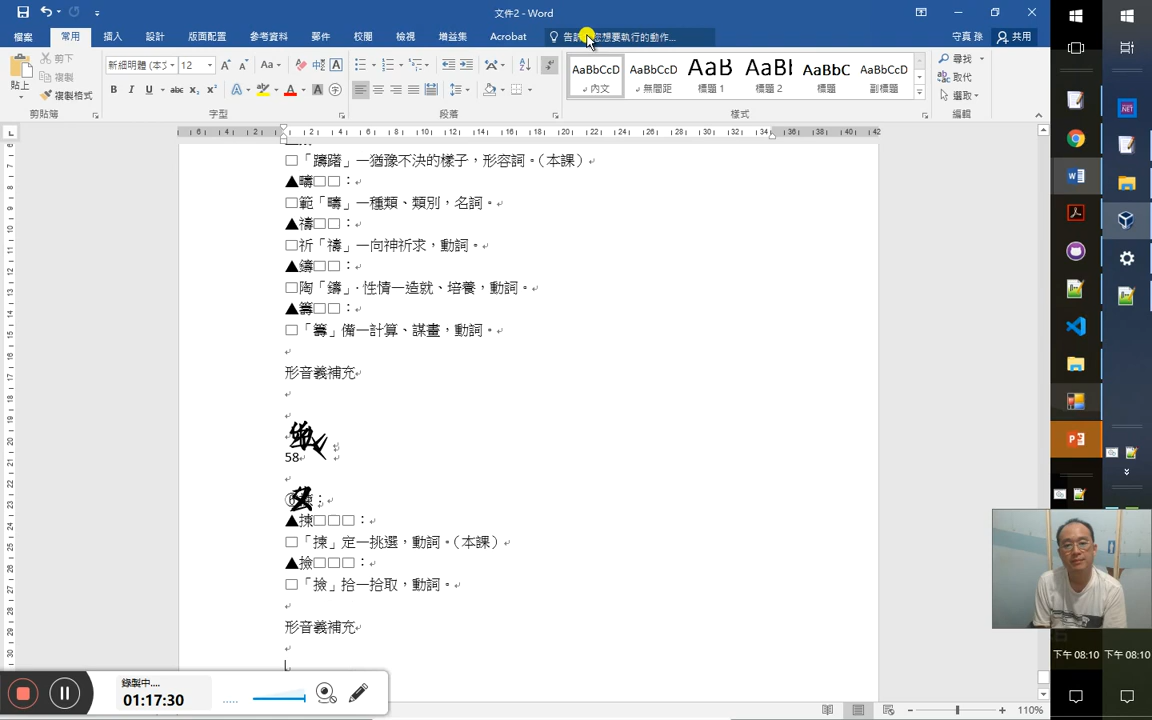 文件2 - Word
檔案 常用 插入 設計 版面配置 參考資料 郵件 校閱 檢視 增益集 Acrobat 您想要執行的動作... 共用
剪下
複製
複製格式
貼上
剪貼簿
新細明體 (本文) 12
字型
段落
AaBbCcD AaBbCcD AaB AaBl AaBbC AaBbCcD
內文 無間距 標題 1 標題 2 標題 副標題
樣式
尋找
取代
選取
編輯
□「躊躇」—猶豫不決的樣子,形容詞。(本課)
▲疇□□:
□範「疇」—種類、類別,名詞。
▲禱□□:
□祈「禱」—向神祈求,動詞。
▲鑄□□:
□陶「鑄」‧性情—造就、培養,動詞。
▲籌□□:
□「籌」備—計算、謀畫,動詞。
形音義補充
58
▲揀□□□:
□「揀」定—挑選,動詞。(本課)
▲撿□□□:
□「撿」拾—拾取,動詞。
形音義補充
錄製中....
01:17:30
110%
下午 08:10 下午 08:10